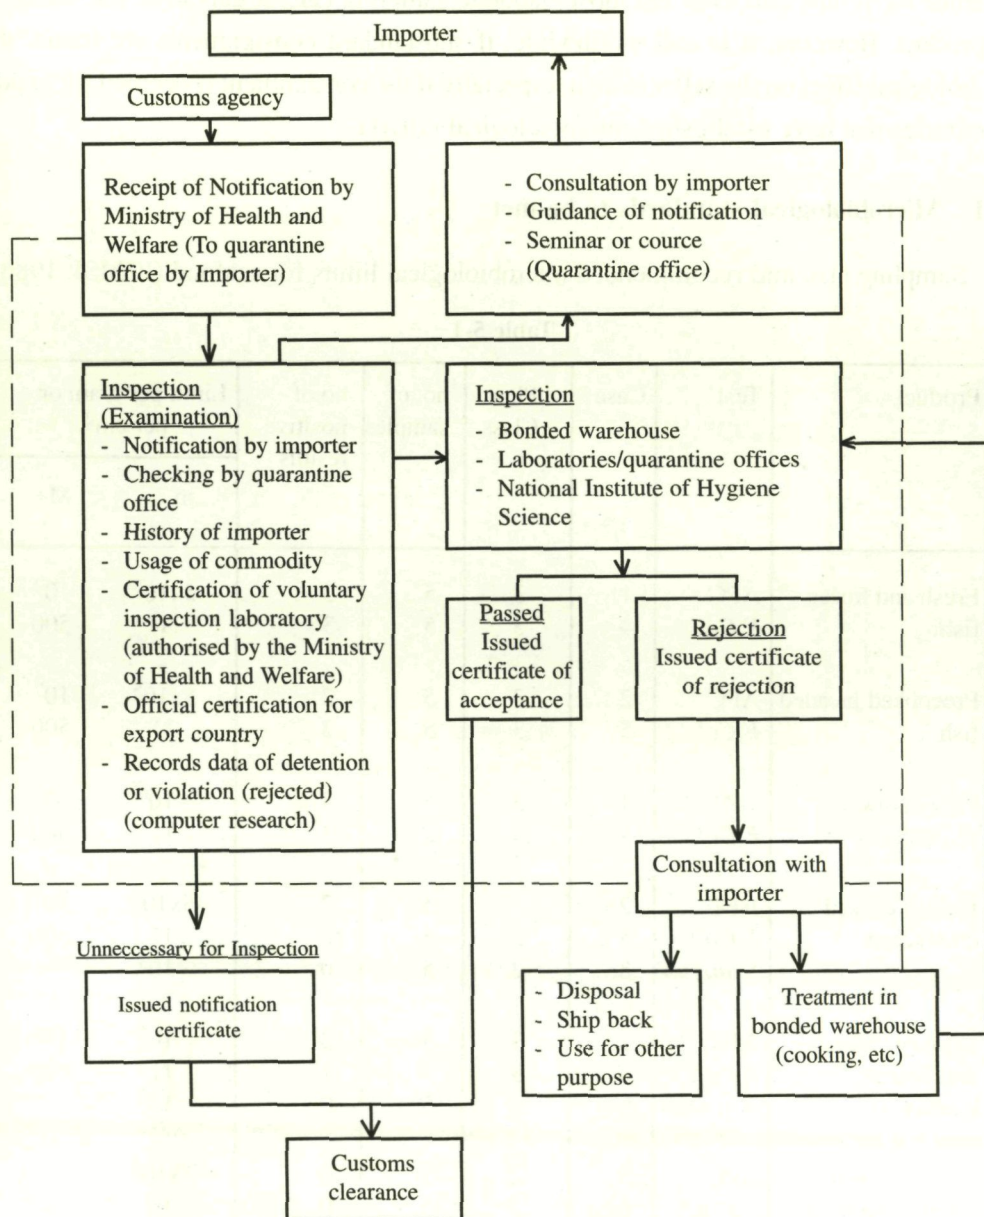 Importer
Customs agency
Receipt of Notification by
Ministry of Health and
Welfare (To quarantine
office by Importer)
- Consultation by importer
- Guidance of notification
- Seminar or cource
(Quarantine office)
Inspection
(Examination)
- Notification by importer
- Checking by quarantine
office
- History of importer
- Usage of commodity
- Certification of voluntary
inspection laboratory
(authorised by the Ministry
of Health and Welfare)
- Official certification for
export country
- Records data of detention
or violation (rejected)
(computer research)
Inspection
- Bonded warehouse
- Laboratories/quarantine offices
- National Institute of Hygiene
Science
Passed
Issued
certificate of
acceptance
Rejection
Issued certificate
of rejection
Consultation with
importer
Unneccessary for Inspection
Issued notification
certificate
- Disposal
- Ship back
- Use for other
purpose
Treatment in
bonded warehouse
(cooking, etc)
Customs
clearance